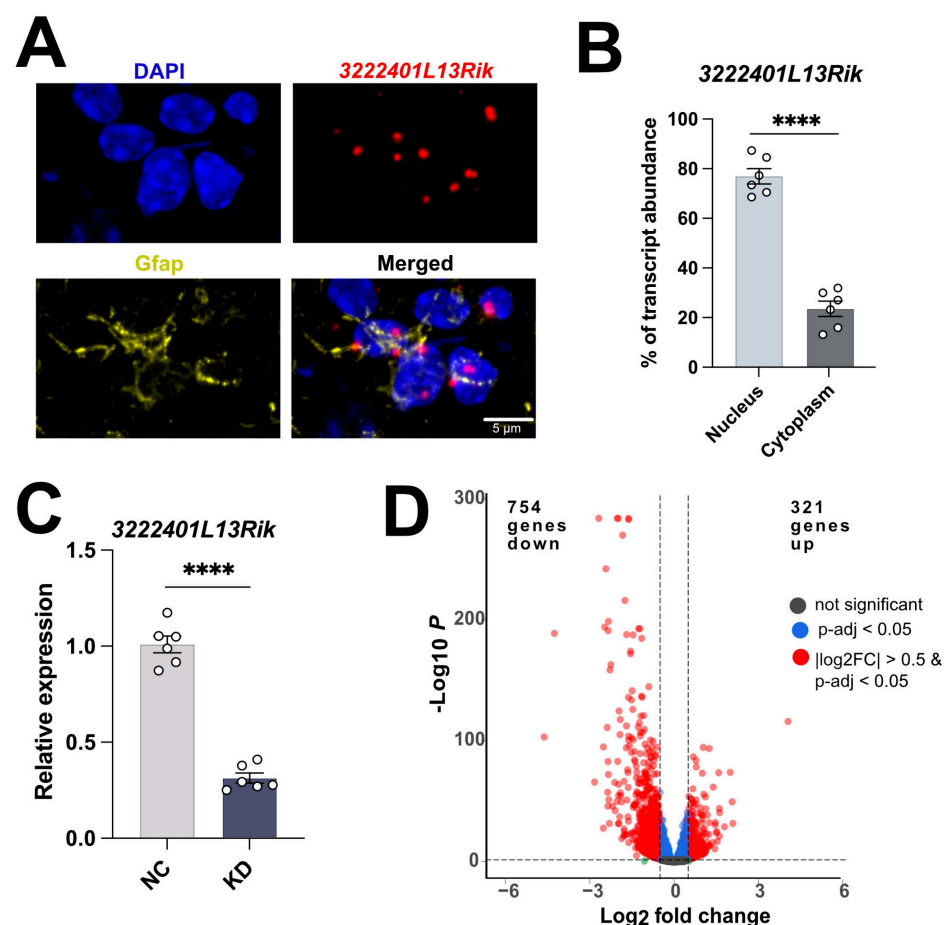 A
DAPI
3222401L13Rik
Gfap
Merged
5 µm
B
3222401L13Rik
****
% of transcript abundance
100
80
60
40
20
0
Nucleus
Cytoplasm
C
3222401L13Rik
****
Relative expression
1.5
1.0
0.5
0.0
NC
KD
D
754
genes
down
321
genes
up
not significant
p-adj < 0.05
|log2FC| > 0.5 &
p-adj < 0.05
-Log10 P
300
200
100
0
−6
−3
0
3
6
Log2 fold change